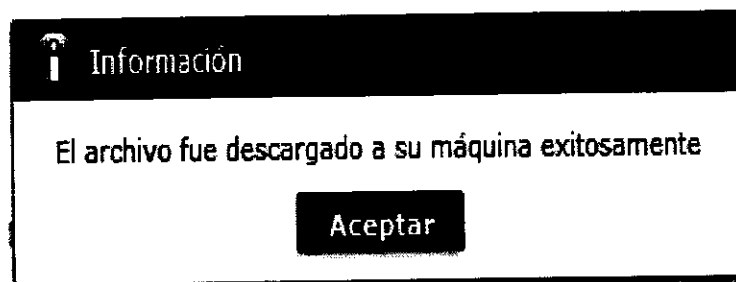 Información
El archivo fue descargado a su máquina exitosamente
Aceptar